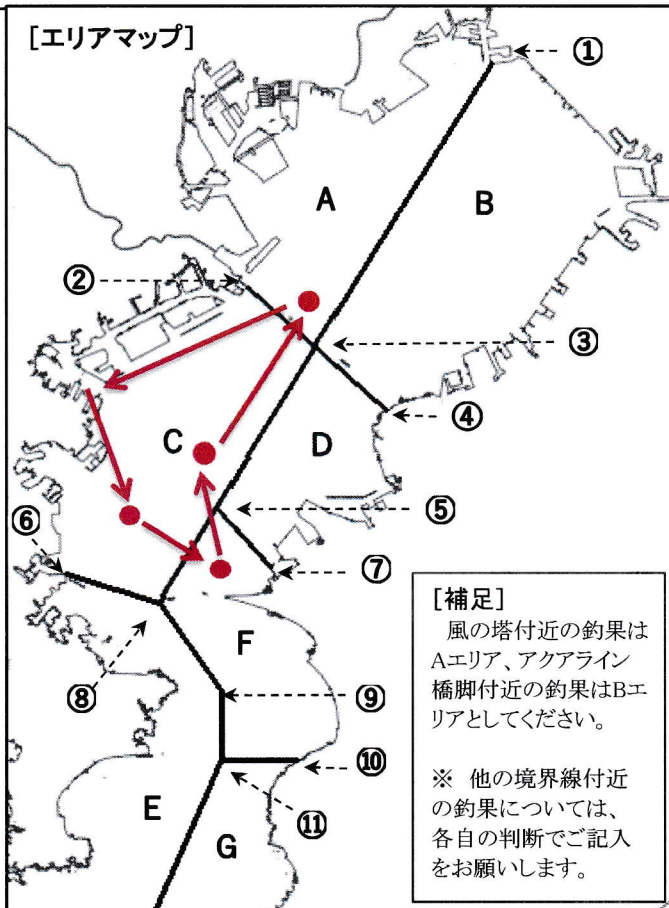 [エリアマップ]
①
A
B
②
③
④
C
D
⑤
⑥
⑦
F
⑧
⑨
⑩
E
⑪
G
[補足]
風の塔付近の釣果は
Aエリア、アクアライン
橋脚付近の釣果はBエ
リアとしてください。
※ 他の境界線付近
の釣果については、
各自の判断でご記入
をお願いします。